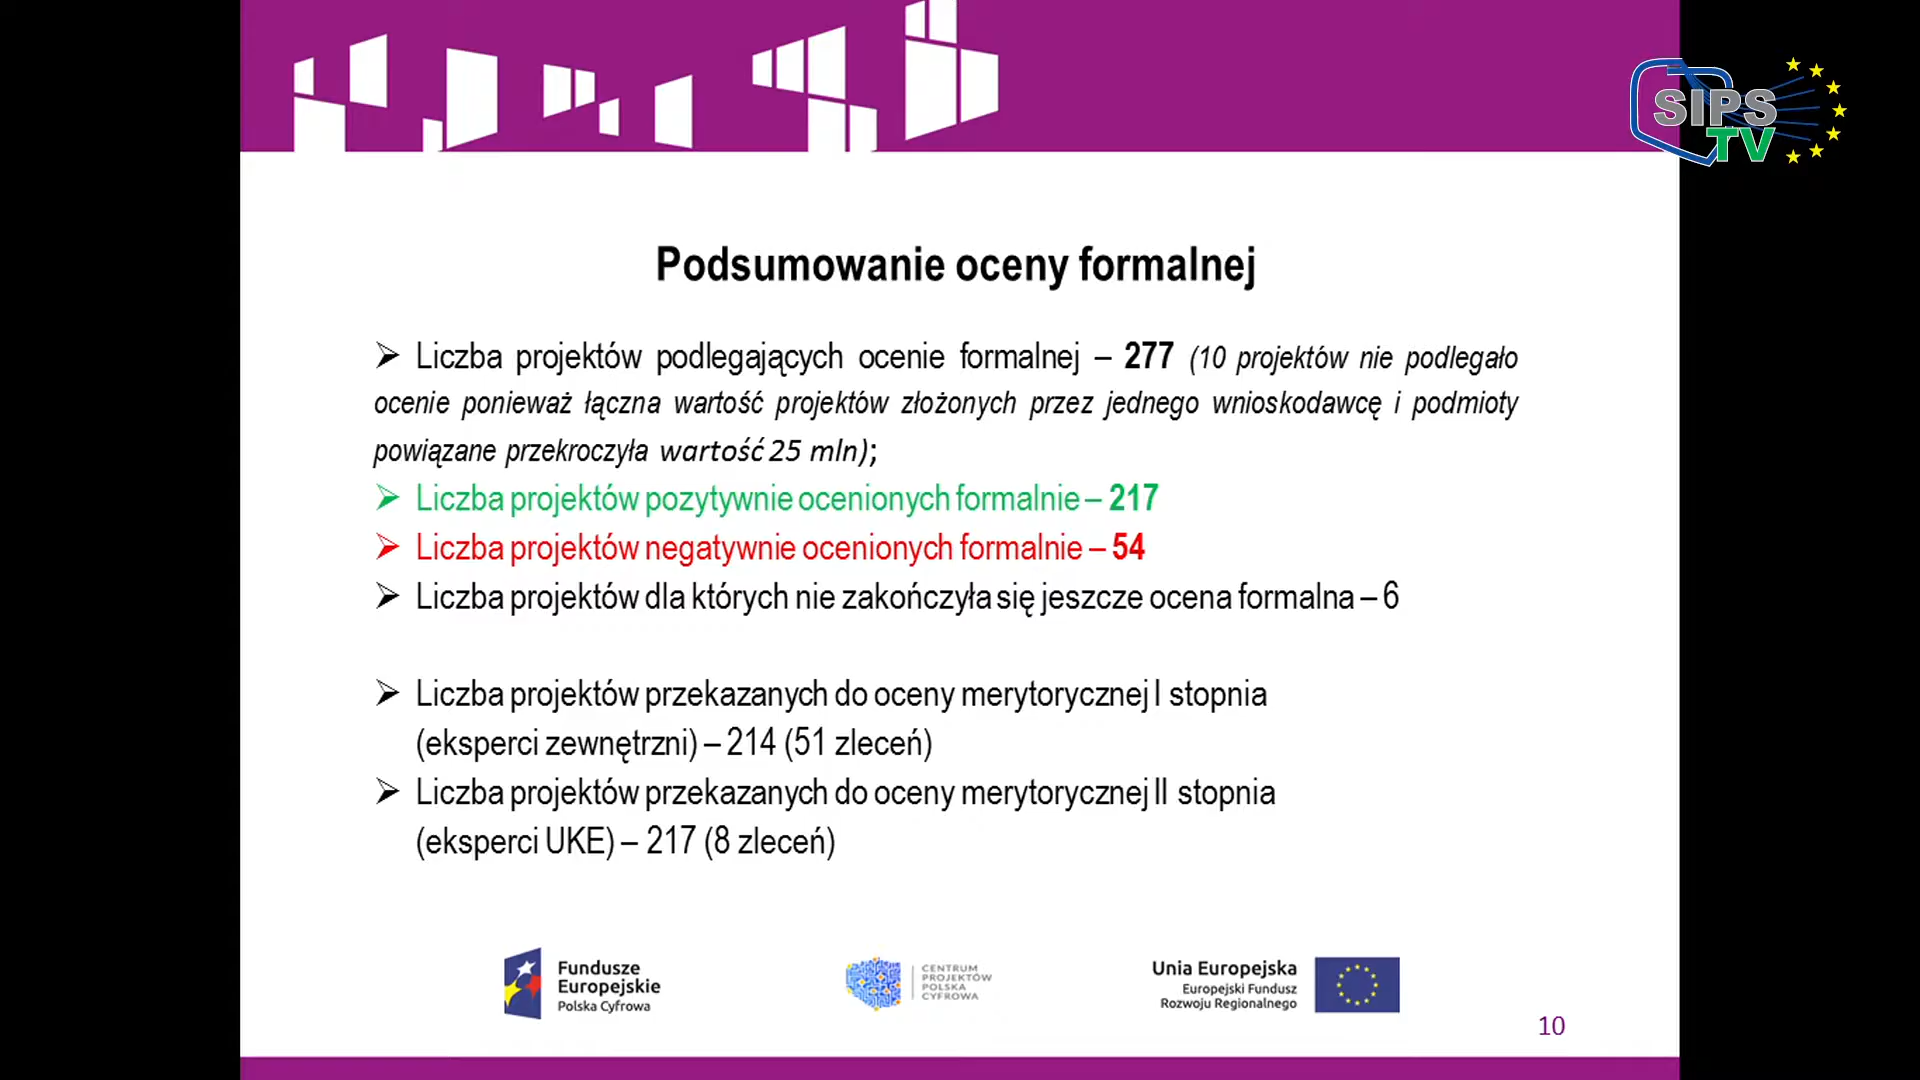 SIPS
TV
Podsumowanie oceny formalnej
➢ Liczba projektów podlegających ocenie formalnej – 277 (10 projektów nie podlegało
ocenie ponieważ łączna wartość projektów złożonych przez jednego wnioskodawcę i podmioty
powiązane przekroczyła wartość 25 mln);
➢ Liczba projektów pozytywnie ocenionych formalnie – 217
➢ Liczba projektów negatywnie ocenionych formalnie – 54
➢ Liczba projektów dla których nie zakończyła się jeszcze ocena formalna – 6
➢ Liczba projektów przekazanych do oceny merytorycznej I stopnia
(eksperci zewnętrzni) – 214 (51 zleceń)
➢ Liczba projektów przekazanych do oceny merytorycznej II stopnia
(eksperci UKE) – 217 (8 zleceń)
Fundusze
Europejskie
Polska Cyfrowa
CENTRUM
PROJEKTÓW
POLSKA
CYFROWA
Unia Europejska
Europejski Fundusz
Rozwoju Regionalnego
10